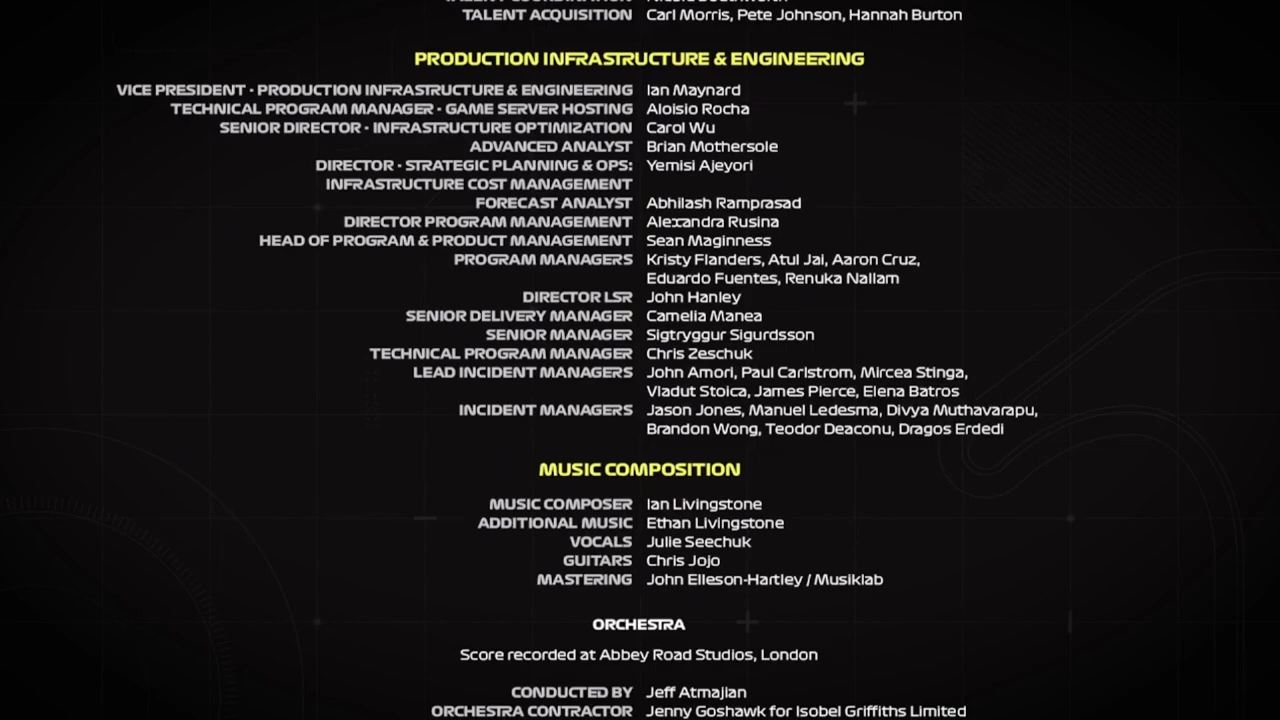 TALENT ACQUISITION Carl Morris, Pete Johnson, Hannah Burton
PRODUCTION INFRASTRUCTURE & ENGINEERING
VICE PRESIDENT - PRODUCTION INFRASTRUCTURE & ENGINEERING Ian Maynard
TECHNICAL PROGRAM MANAGER - GAME SERVER HOSTING Aloisio Rocha
SENIOR DIRECTOR - INFRASTRUCTURE OPTIMIZATION Carol Wu
ADVANCED ANALYST Brian Mothersole
DIRECTOR - STRATEGIC PLANNING & OPS: Yemisi Ajeyori
INFRASTRUCTURE COST MANAGEMENT
FORECAST ANALYST Abhilash Ramprasad
DIRECTOR PROGRAM MANAGEMENT Alexandra Rusina
HEAD OF PROGRAM & PRODUCT MANAGEMENT Sean Maginness
PROGRAM MANAGERS Kristy Flanders, Atul Jai, Aaron Cruz,
Eduardo Fuentes, Renuka Nallam
DIRECTOR LSR John Hanley
SENIOR DELIVERY MANAGER Camelia Manea
SENIOR MANAGER Sigtryggur Sigurdsson
TECHNICAL PROGRAM MANAGER Chris Zeschuk
LEAD INCIDENT MANAGERS John Amori, Paul Carlstrom, Mircea Stinga,
Vladut Stoica, James Pierce, Elena Batros
INCIDENT MANAGERS Jason Jones, Manuel Ledesma, Divya Muthavarapu,
Brandon Wong, Teodor Deaconu, Dragos Erdedi
MUSIC COMPOSITION
MUSIC COMPOSER Ian Livingstone
ADDITIONAL MUSIC Ethan Livingstone
VOCALS Julie Seechuk
GUITARS Chris Jojo
MASTERING John Elleson-Hartley / Musiklab
ORCHESTRA
Score recorded at Abbey Road Studios, London
CONDUCTED BY Jeff Atmajian
ORCHESTRA CONTRACTOR Jenny Goshawk for Isobel Griffiths Limited